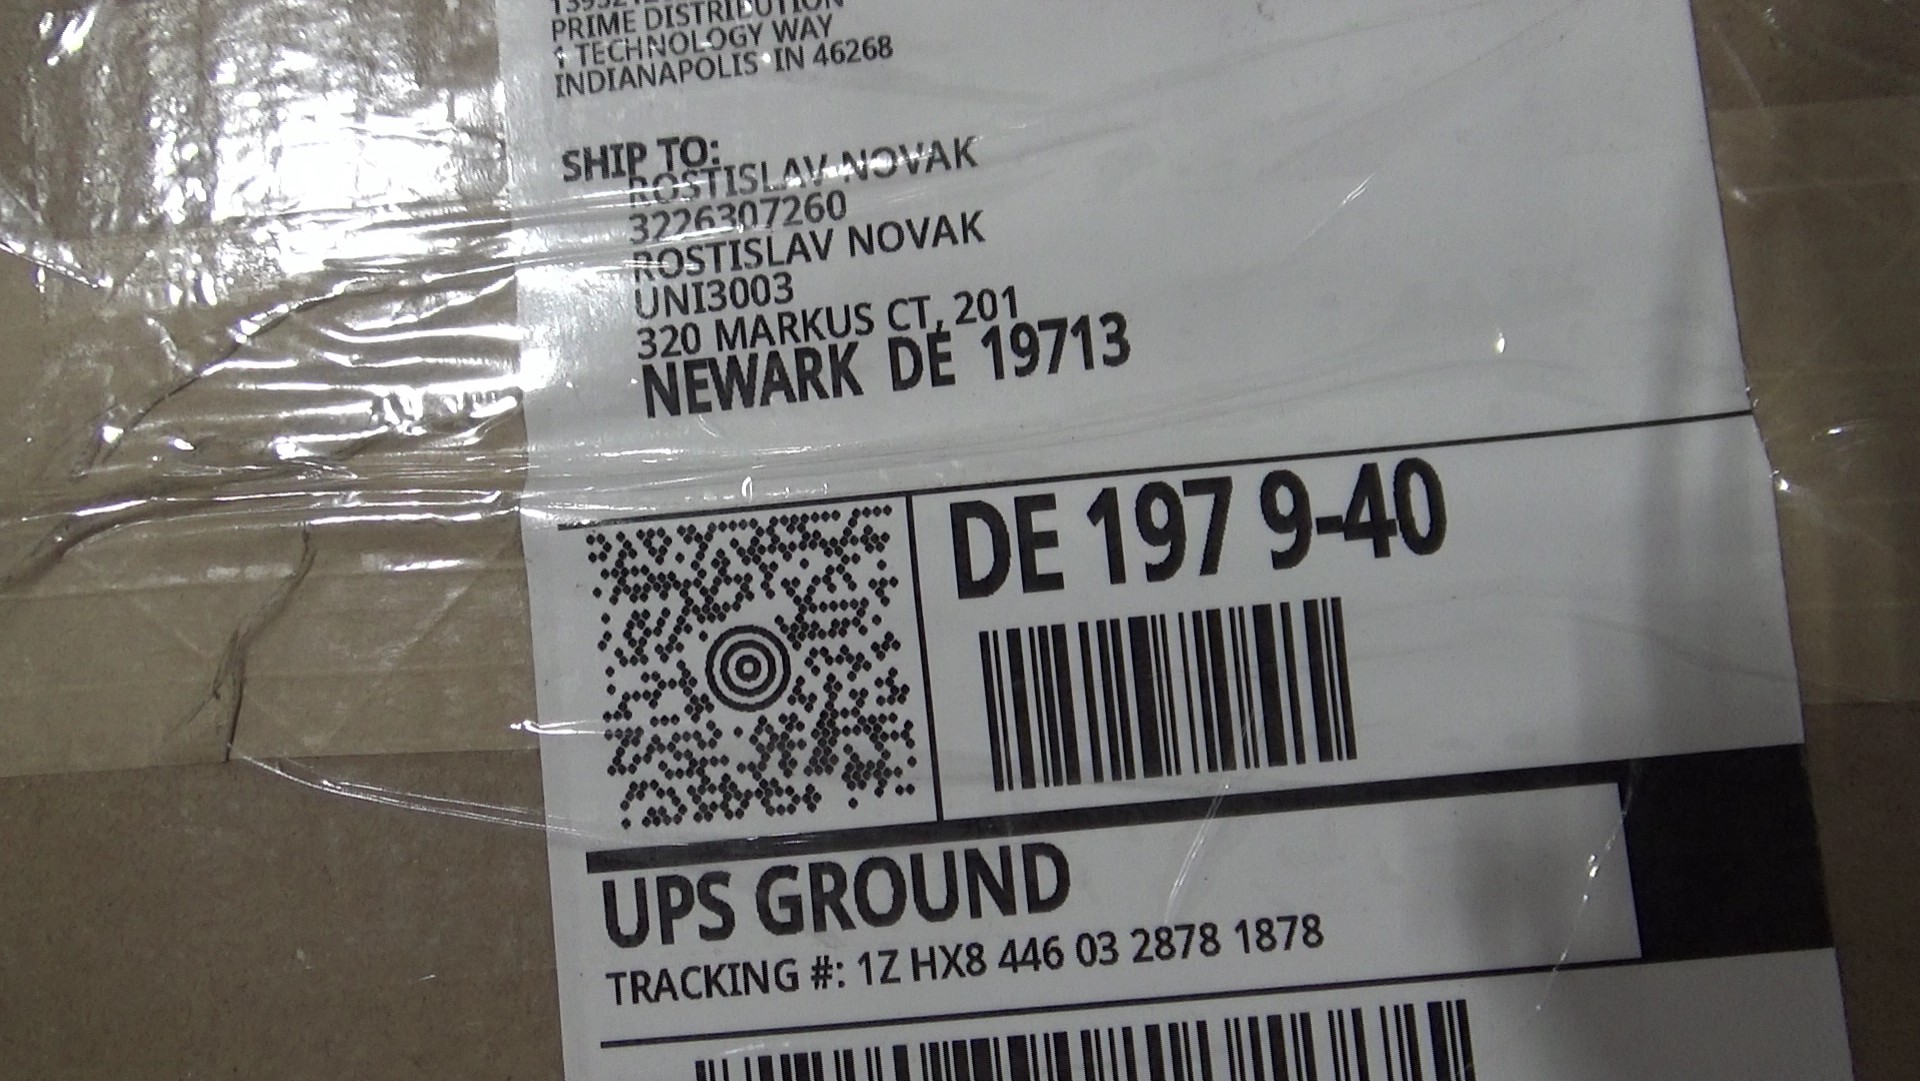 PRIME DISTRIBUTION
1 TECHNOLOGY WAY
INDIANAPOLIS IN 46268
SHIP TO:
ROSTISLAV NOVAK
3226307260
ROSTISLAV NOVAK
UNI3003
320 MARKUS CT, 201
NEWARK DE 19713
DE 197 9-40
UPS GROUND
TRACKING #: 1Z HX8 446 03 2878 1878